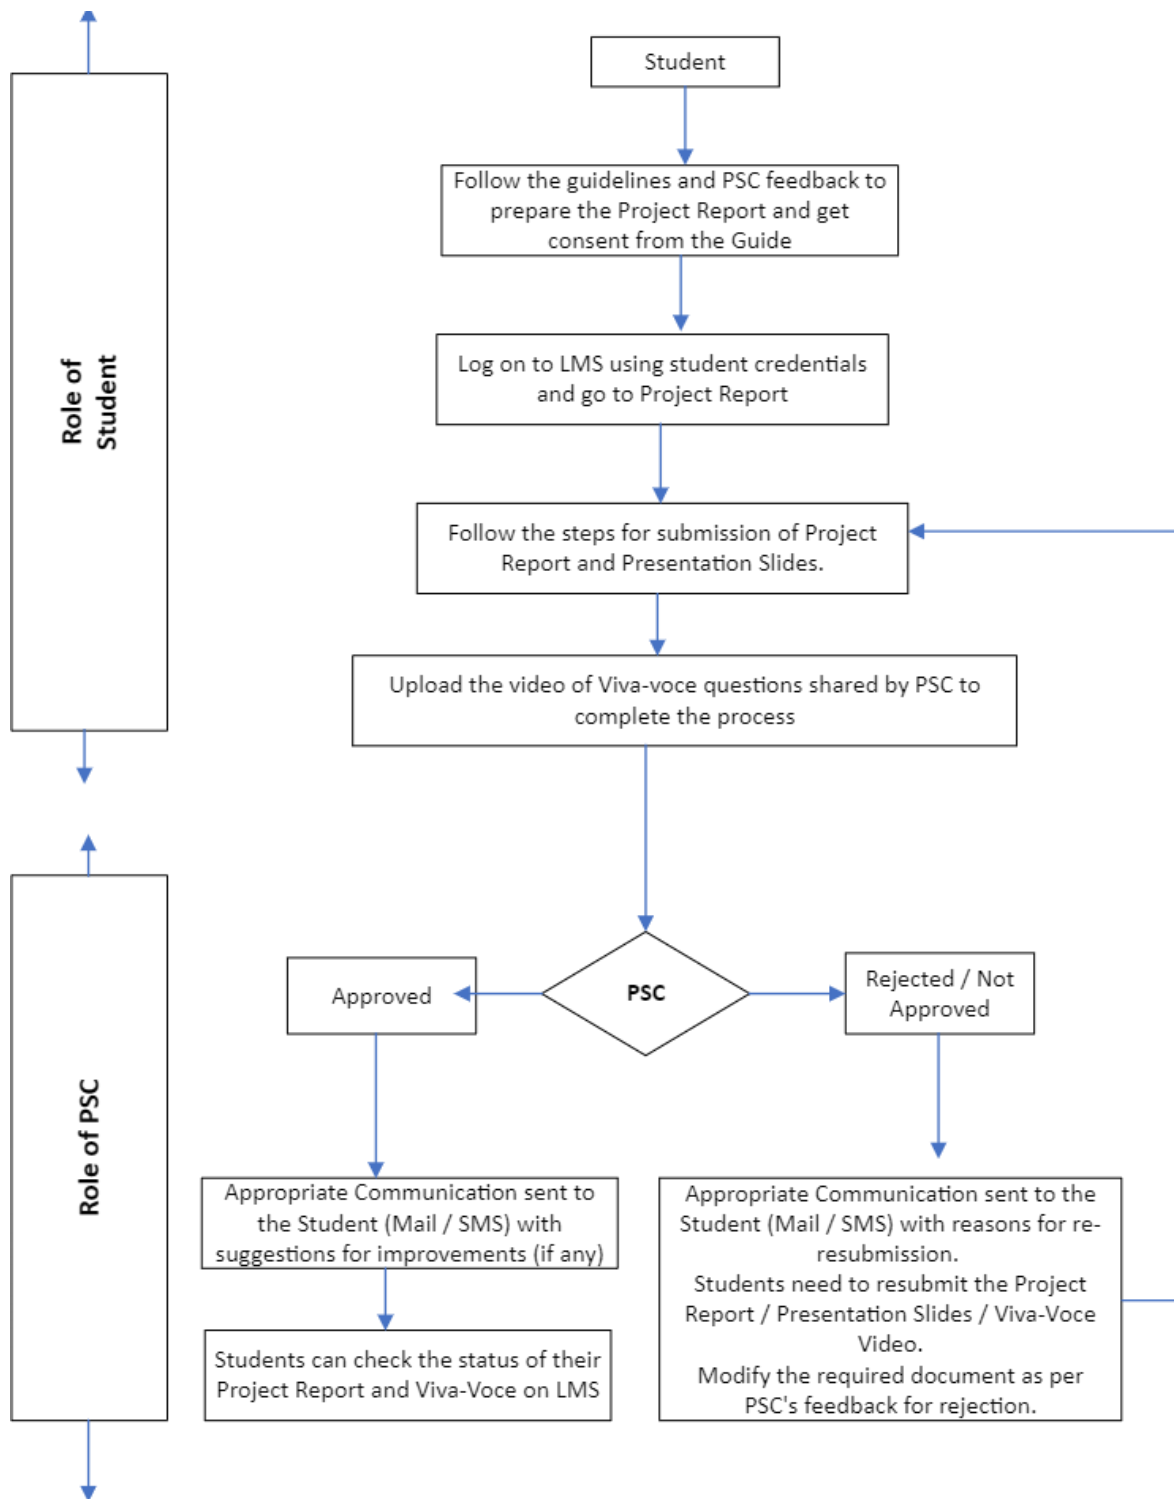 Student
Follow the guidelines and PSC feedback to
prepare the Project Report and get
consent from the Guide
Log on to LMS using student credentials
and go to Project Report
Follow the steps for submission of Project
Report and Presentation Slides.
Upload the video of Viva-voce questions shared by PSC to
complete the process
Role of
Student
PSC
Approved
Rejected / Not
Approved
Appropriate Communication sent to
the Student (Mail / SMS) with
suggestions for improvements (if any)
Students can check the status of their
Project Report and Viva-Voce on LMS
Appropriate Communication sent to the
Student (Mail / SMS) with reasons for re-
resubmission.
Students need to resubmit the Project
Report / Presentation Slides / Viva-Voce
Video.
Modify the required document as per
PSC's feedback for rejection.
Role of PSC